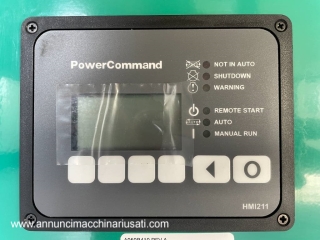 PowerCommand
NOT IN AUTO
SHUTDOWN
WARNING
REMOTE START
AUTO
MANUAL RUN
HMI211
www.annuncimacchinariusati.com